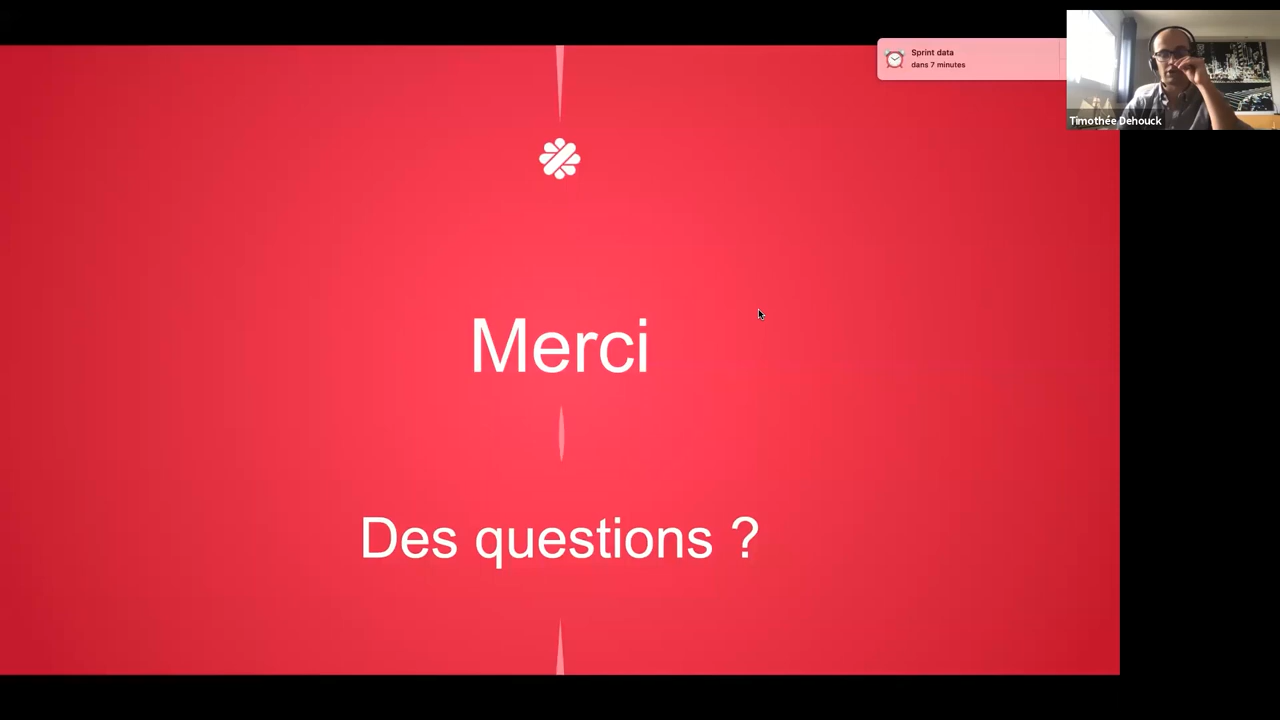 Sprint data
dans 7 minutes
Timothée Dehouck
Merci
Des questions ?